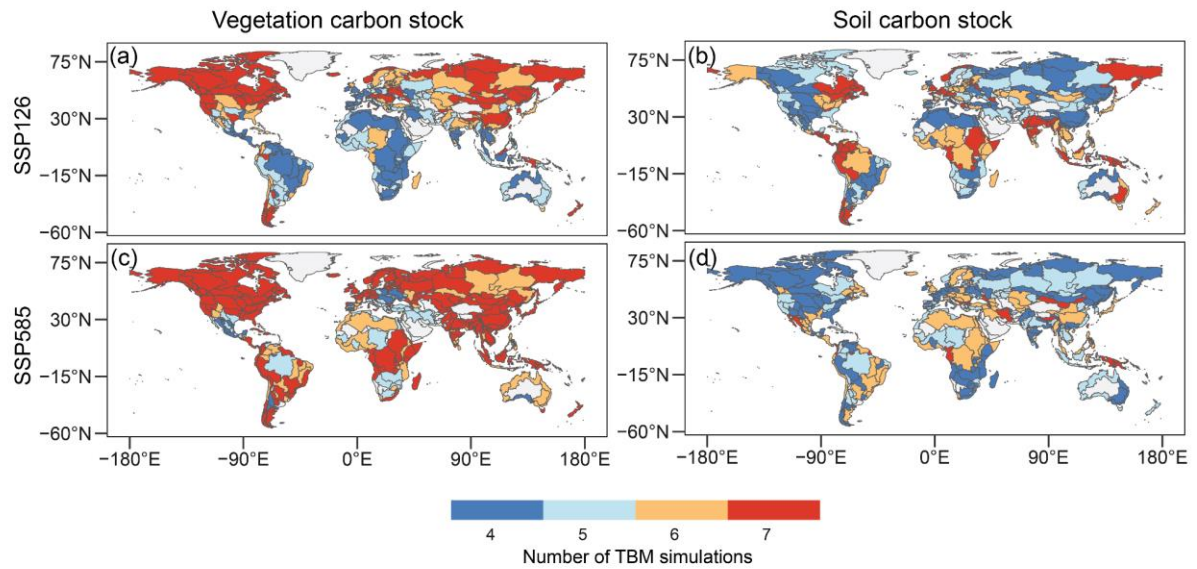 Vegetation carbon stock
Soil carbon stock
SSP126
(a)
75°N
30°N
−15°N
−60°N
(b)
75°N
30°N
−15°N
−60°N
SSP585
(c)
75°N
30°N
−15°N
−60°N
−180°E −90°E 0°E 90°E 180°E
(d)
75°N
30°N
−15°N
−60°N
−180°E −90°E 0°E 90°E 180°E
4 5 6 7
Number of TBM simulations